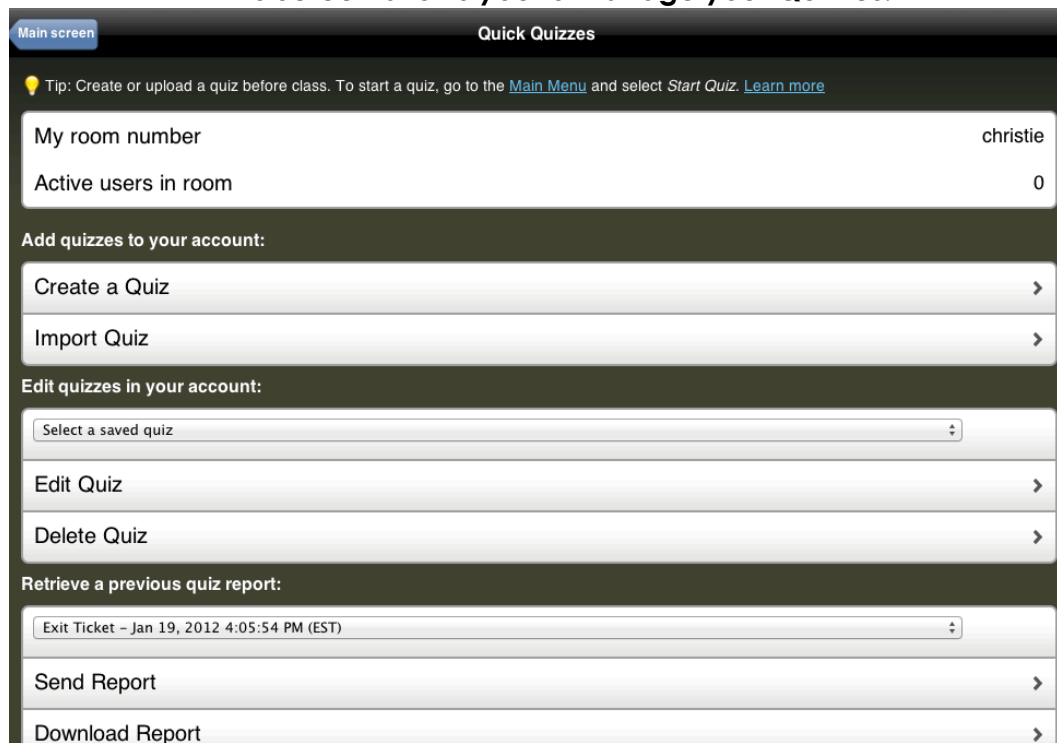 Main screen
Quick Quizzes
Tip: Create or upload a quiz before class. To start a quiz, go to the Main Menu and select Start Quiz. Learn more
My room number christie
Active users in room 0
Add quizzes to your account:
Create a Quiz
Import Quiz
Edit quizzes in your account:
Select a saved quiz
Edit Quiz
Delete Quiz
Retrieve a previous quiz report:
Exit Ticket – Jan 19, 2012 4:05:54 PM (EST)
Send Report
Download Report